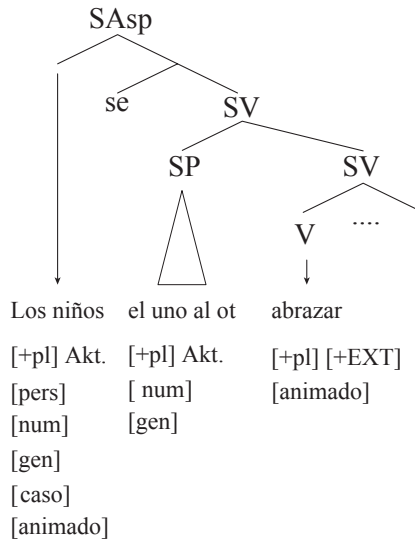 SAsp
se
SV
SP
SV
V ....
Los niños el uno al ot abrazar
[+pl] Akt. [+pl] Akt. [+pl] [+EXT]
[pers] [ num] [animado]
[num] [gen]
[gen]
[caso]
[animado]